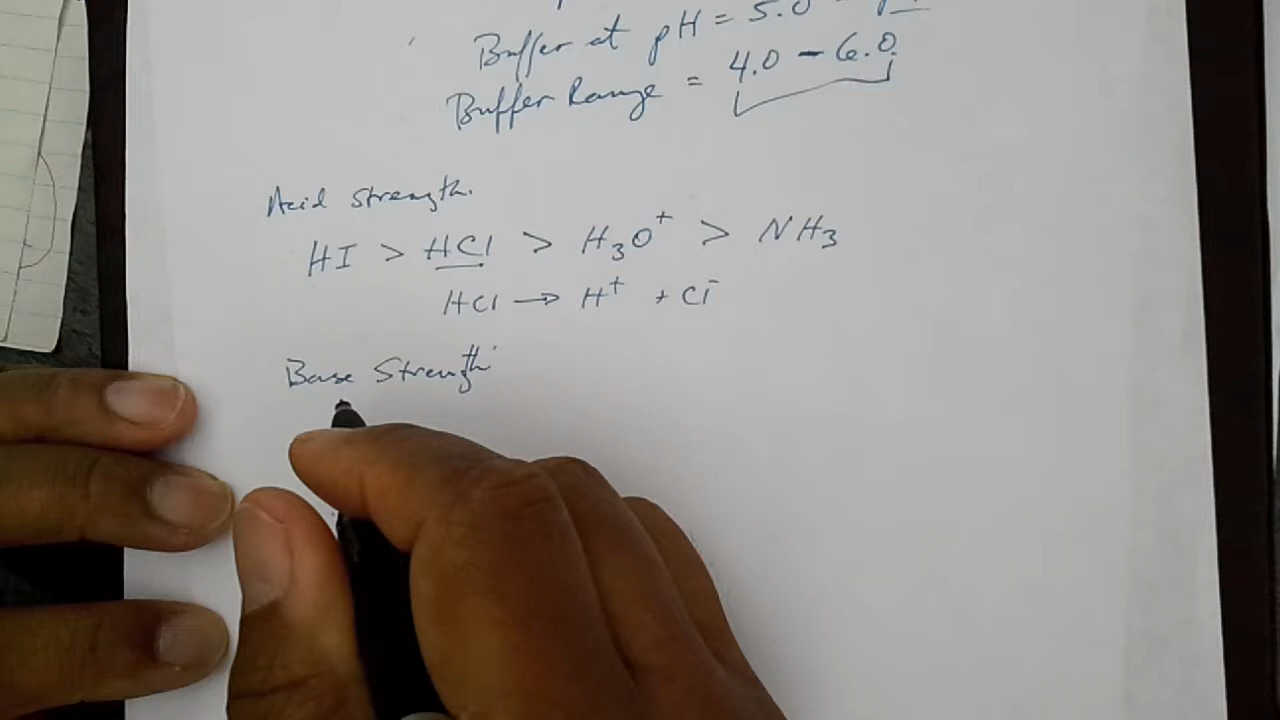 Buffer at pH = 5.0
Buffer Range = 4.0 - 6.0
Acid strength.
HI > HCl > H₃O⁺ > NH₃
HCl → H⁺ + Cl⁻
Base Strength